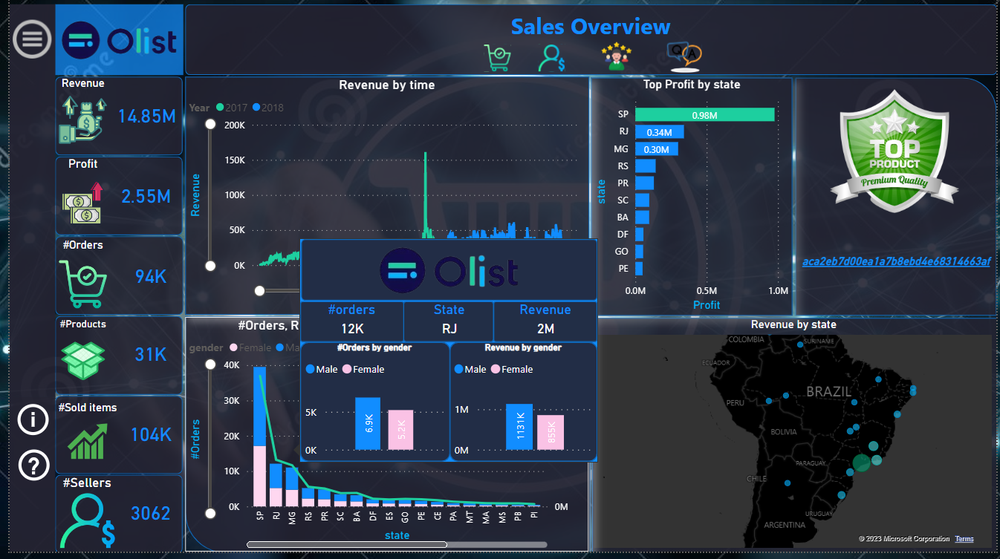 Olist
Sales Overview
Q A
Revenue
14.85M
Profit
2.55M
#Orders
94K
#Products
31K
#Sold items
104K
#Sellers
3062
i
?
Revenue by time
Year 2017 2018
Revenue
200K
150K
100K
50K
0K
Top Profit by state
state
SP 0.98M
RJ 0.34M
MG 0.30M
RS
PR
SC
BA
DF
GO
PE
0.0M 0.5M 1.0M
Profit
TOP
PRODUCT
Premium Quality
aca2eb7d00ea1a7b8ebd4e68314663af
Olist
#orders State Revenue
12K RJ 2M
#Orders by gender
Male Female
5K
0K
6.9K
5.2K
Revenue by gender
Male Female
1M
0M
1131K
855K
#Orders, R
gender Female Ma
#Orders
40K
30K
20K
10K
0K
0M
SP RJ MG RS PR SC BA DF ES GO PE CE PA MT MA MS PB PI
state
Revenue by state
COLOMBIA
SURINAME
ECUADOR
BRAZIL
PERU
BOLIVIA
PARAGUAY
CHILE
URUGUAY
ARGENTINA
© 2023 Microsoft Corporation Terms